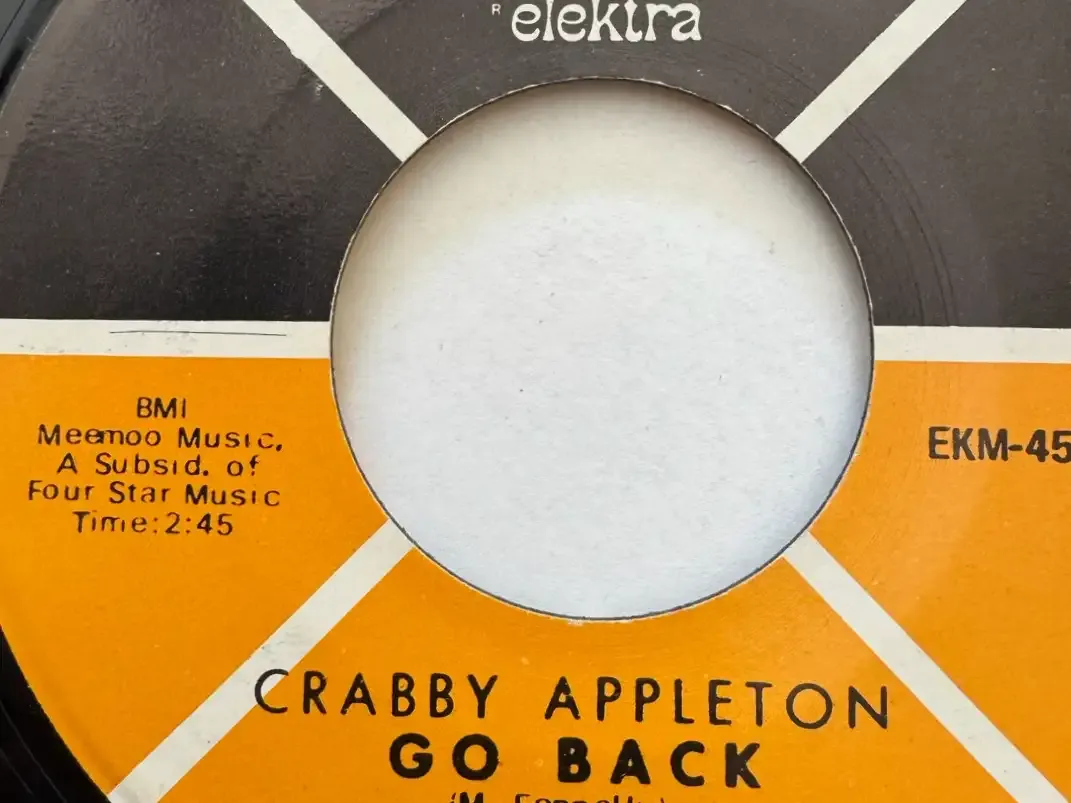 R elektra
BMI
Meemoo Music,
A Subsid. of
Four Star Music
Time: 2:45
EKM-45
CRABBY APPLETON
GO BACK